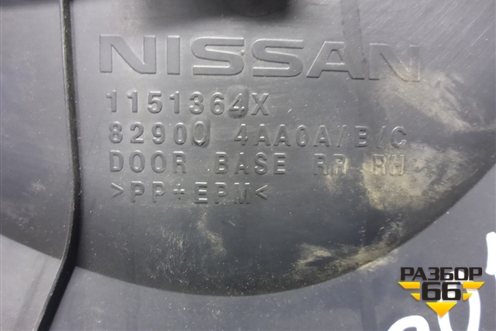 NISSAN
1151364X
82900 4AA0A/B/C
DOOR BASE RR RH
>PP+EPM<
РАЗБОР
66